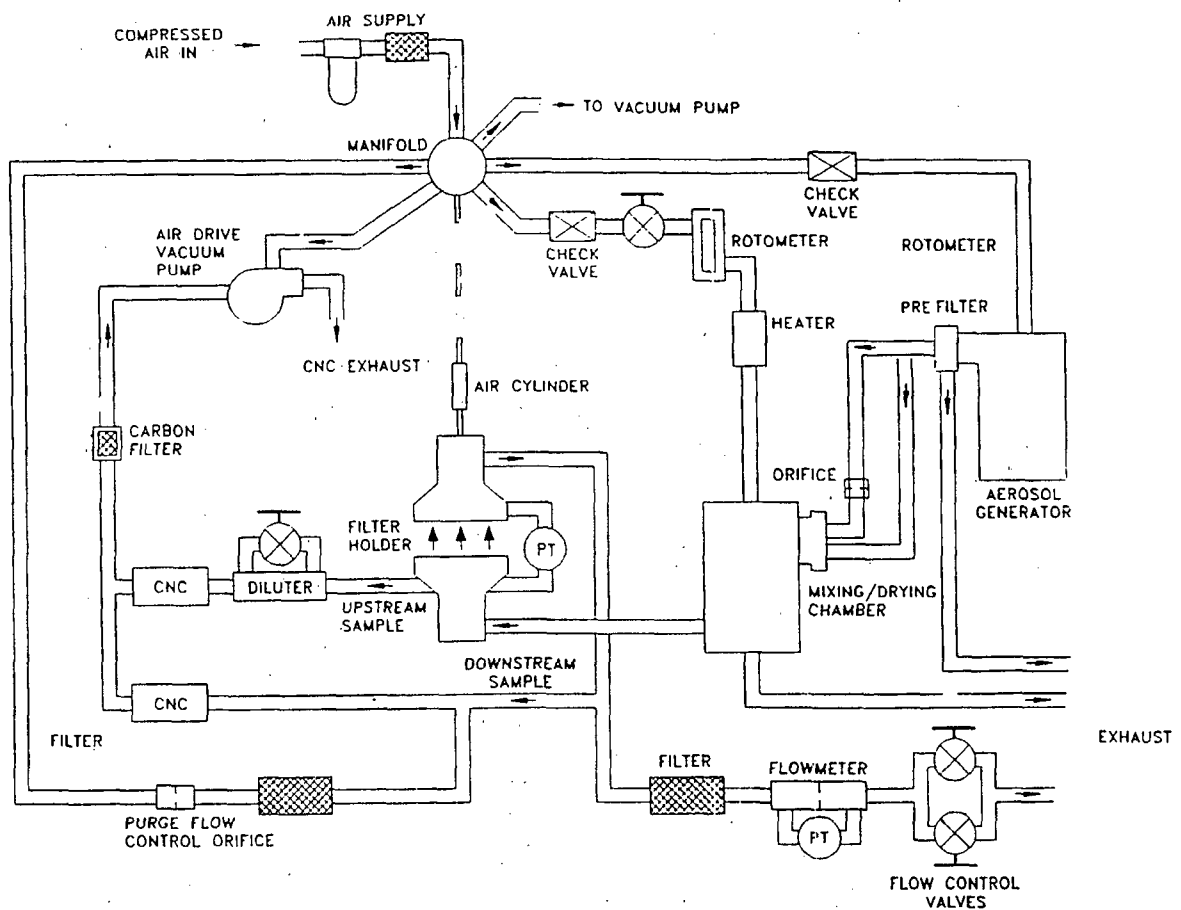 AIR SUPPLY
COMPRESSED
AIR IN
TO VACUUM PUMP
MANIFOLD
CHECK
VALVE
AIR DRIVE
VACUUM
PUMP
CHECK
VALVE
ROTOMETER
ROTOMETER
PRE FILTER
HEATER
CNC EXHAUST
AIR CYLINDER
CARBON
FILTER
ORIFICE
AEROSOL
GENERATOR
FILTER
HOLDER
PT
CNC
DILUTER
UPSTREAM
SAMPLE
MIXING/DRYING
CHAMBER
DOWNSTREAM
SAMPLE
CNC
FILTER
EXHAUST
FILTER
FLOWMETER
PURGE FLOW
CONTROL ORIFICE
PT
FLOW CONTROL
VALVES